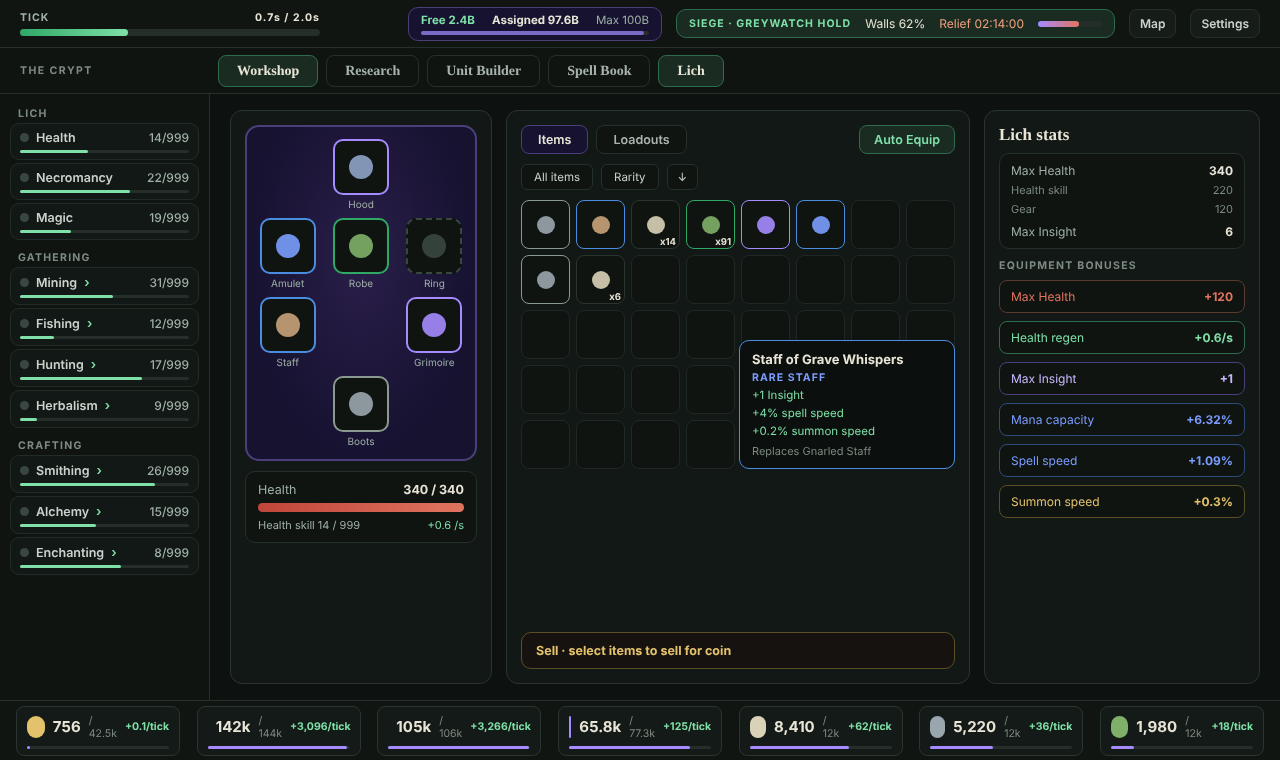 TICK 0.7s / 2.0s
Free 2.4B Assigned 97.6B Max 100B
SIEGE · GREYWATCH HOLD Walls 62% Relief 02:14:00
Map
Settings
THE CRYPT
Workshop
Research
Unit Builder
Spell Book
Lich
LICH
Health 14/999
Necromancy 22/999
Magic 19/999
GATHERING
Mining › 31/999
Fishing › 12/999
Hunting › 17/999
Herbalism › 9/999
CRAFTING
Smithing › 26/999
Alchemy › 15/999
Enchanting › 8/999
Hood
Amulet Robe Ring
Staff Grimoire
Boots
Health 340 / 340
Health skill 14 / 999 +0.6 /s
Items Loadouts Auto Equip
All items Rarity ↓
x14 x91
x6
Staff of Grave Whispers
RARE STAFF
+1 Insight
+4% spell speed
+0.2% summon speed
Replaces Gnarled Staff
Sell · select items to sell for coin
Lich stats
Max Health 340
Health skill 220
Gear 120
Max Insight 6
EQUIPMENT BONUSES
Max Health +120
Health regen +0.6/s
Max Insight +1
Mana capacity +6.32%
Spell speed +1.09%
Summon speed +0.3%
756 / 42.5k +0.1/tick
142k / 144k +3,096/tick
105k / 106k +3,266/tick
65.8k / 77.3k +125/tick
8,410 / 12k +62/tick
5,220 / 12k +36/tick
1,980 / 12k +18/tick